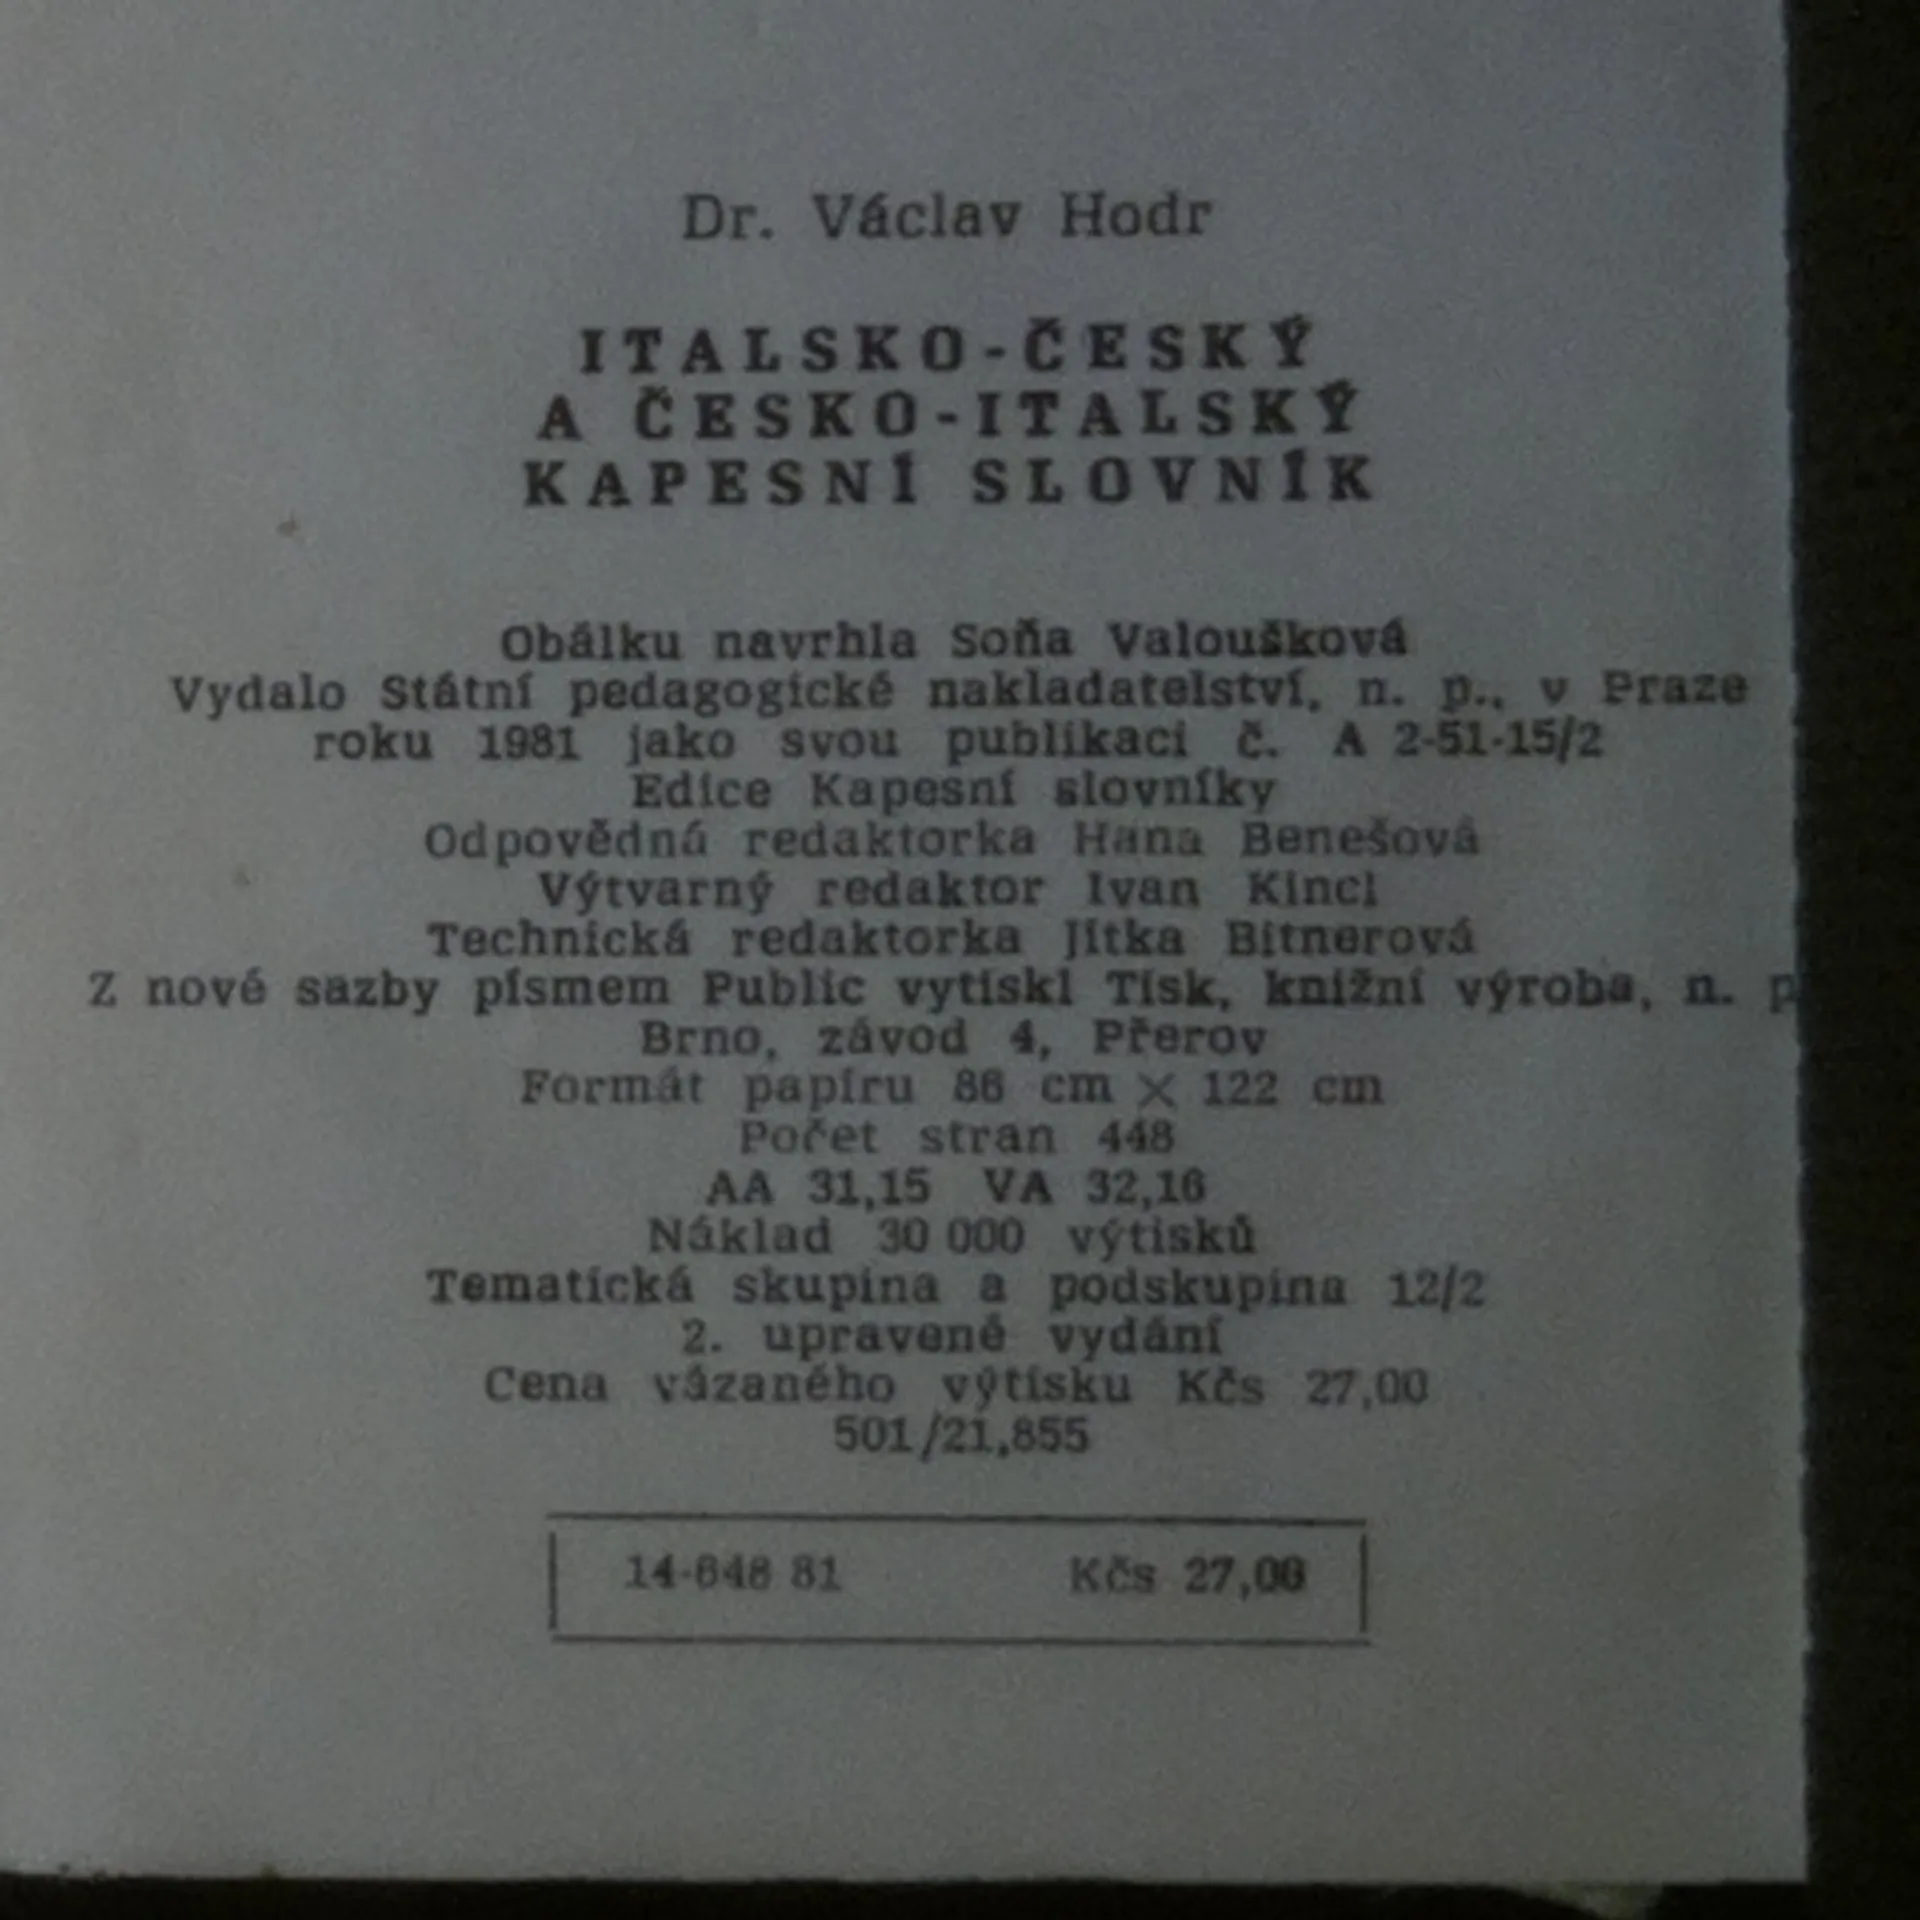 Dr. Václav Hodr
ITALSKO-ČESKÝ
A ČESKO-ITALSKÝ
KAPESNÍ SLOVNÍK
Obálku navrhla Soňa Valoušková
Vydalo Státní pedagogické nakladatelství, n. p., v Praze
roku 1981 jako svou publikaci č. A 2-51-15/2
Edice Kapesní slovníky
Odpovědná redaktorka Hana Benešová
Výtvarný redaktor Ivan Kincl
Technická redaktorka Jitka Bitnerová
Z nové sazby písmem Public vytiskl Tisk, knižní výroba, n. p
Brno, závod 4, Přerov
Formát papíru 86 cm × 122 cm
Počet stran 448
AA 31,15 VA 32,16
Náklad 30 000 výtisků
Tematická skupina a podskupina 12/2
2. upravené vydání
Cena vázaného výtisku Kčs 27,00
501/21,855
14-648 81 Kčs 27,00